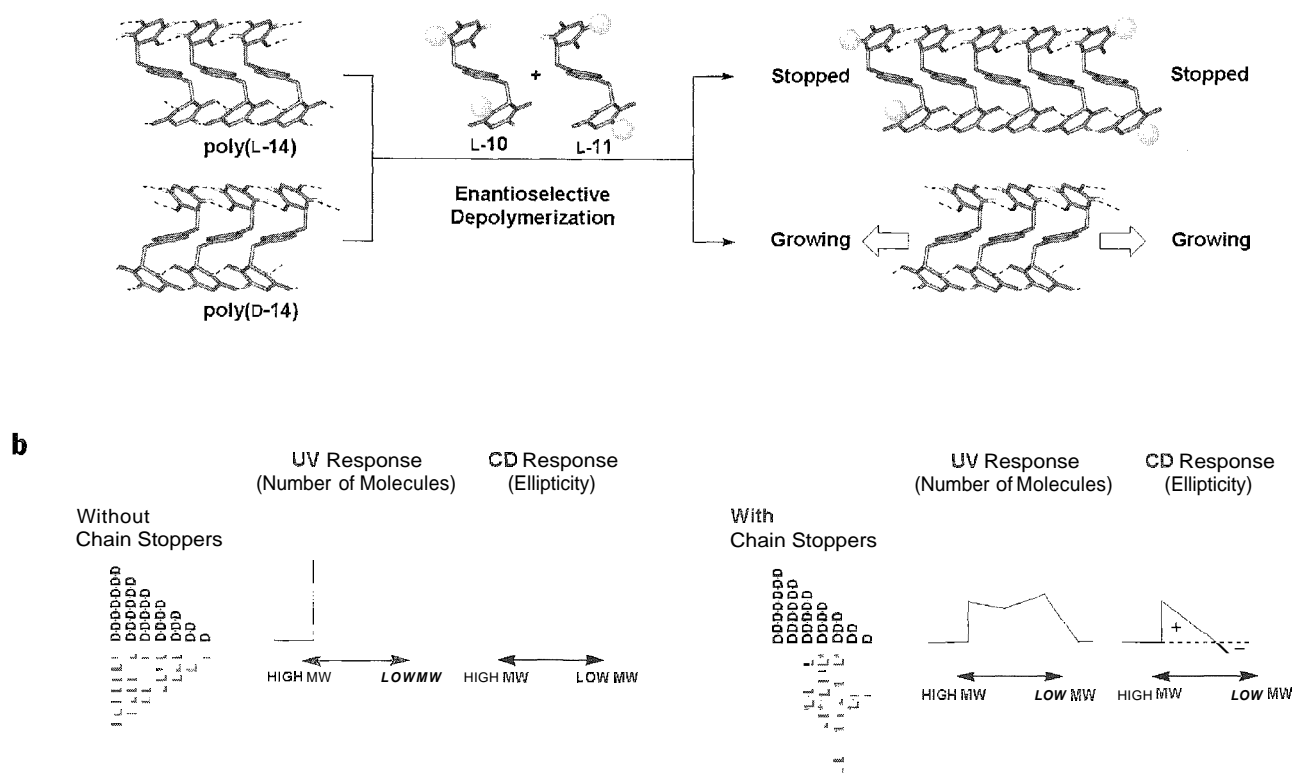 poly(L-14)
poly(D-14)
+
L-10
L-11
Enantioselective
Depolymerization
Stopped
Stopped
Growing
Growing
b
Without
Chain Stoppers
UV Response
(Number of Molecules)
CD Response
(Ellipticity)
HIGH MW
LOW MW
HIGH MW
LOW MW
With
Chain Stoppers
UV Response
(Number of Molecules)
CD Response
(Ellipticity)
+
–
HIGH MW
LOW MW
HIGH MW
LOW MW